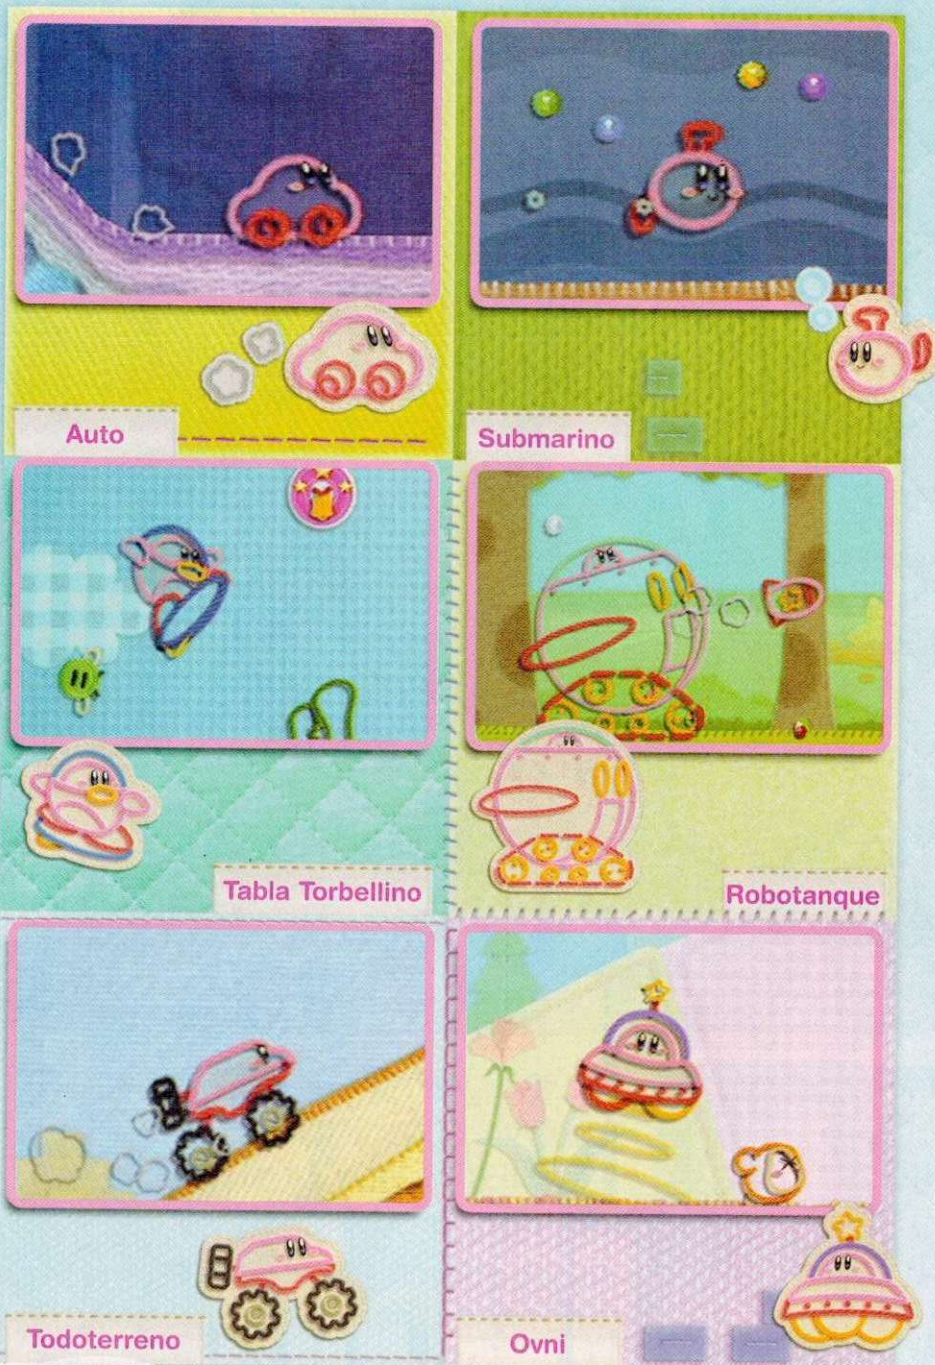 Auto
Submarino
Tabla Torbellino
Robotanque
Todoterreno
Ovni